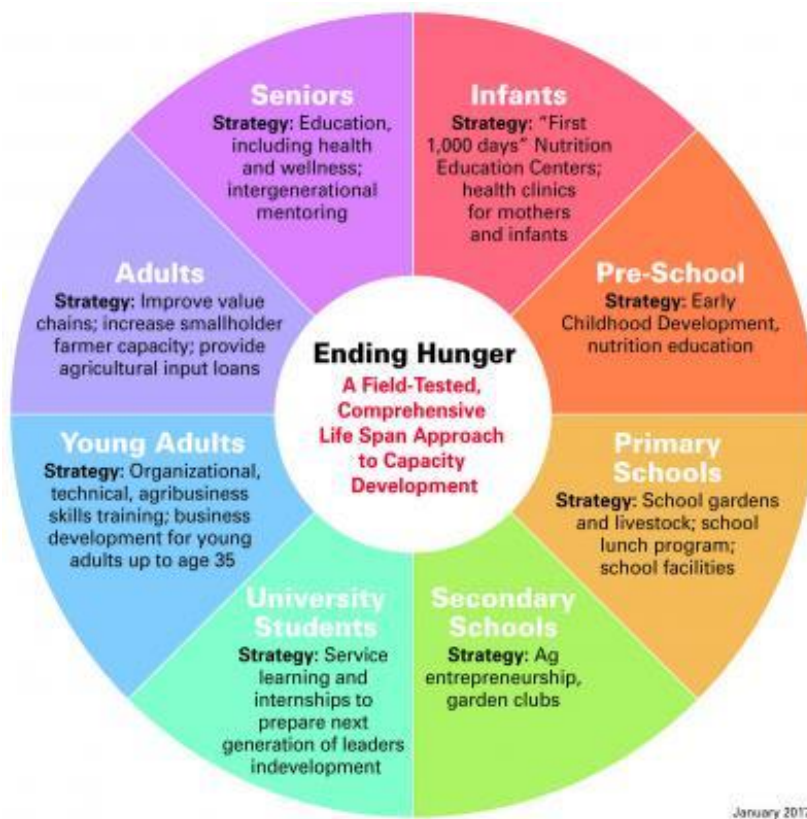 Seniors
Strategy: Education,
including health
and wellness;
intergenerational
mentoring
Infants
Strategy: “First
1,000 days” Nutrition
Education Centers;
health clinics
for mothers
and infants
Pre-School
Strategy: Early
Childhood Development,
nutrition education
Primary
Schools
Strategy: School gardens
and livestock; school
lunch program;
school facilities
Secondary
Schools
Strategy: Ag
entrepreneurship,
garden clubs
University
Students
Strategy: Service
learning and
internships to
prepare next
generation of leaders
indevelopment
Young Adults
Strategy: Organizational,
technical, agribusiness
skills training; business
development for young
adults up to age 35
Adults
Strategy: Improve value
chains; increase smallholder
farmer capacity; provide
agricultural input loans
Ending Hunger
A Field-Tested,
Comprehensive
Life Span Approach
to Capacity
Development
January 2017